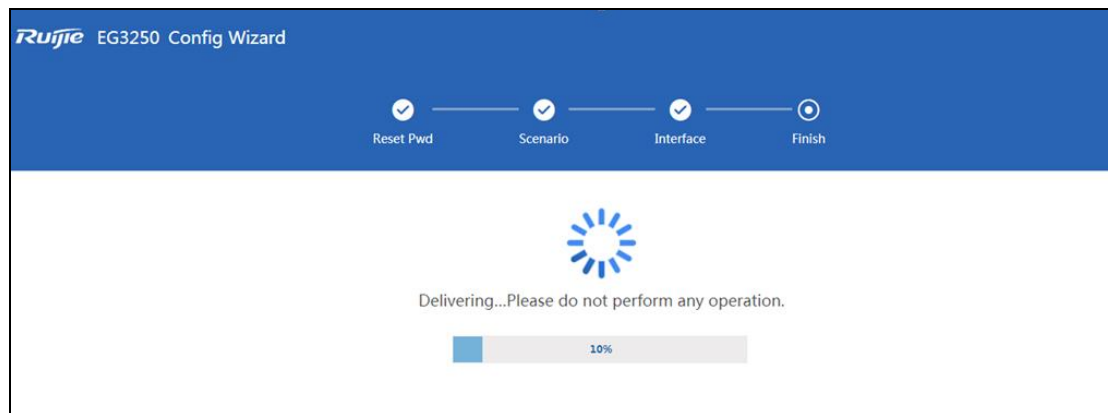 Ruijie EG3250 Config Wizard
Reset Pwd Scenario Interface Finish
Delivering...Please do not perform any operation.
10%